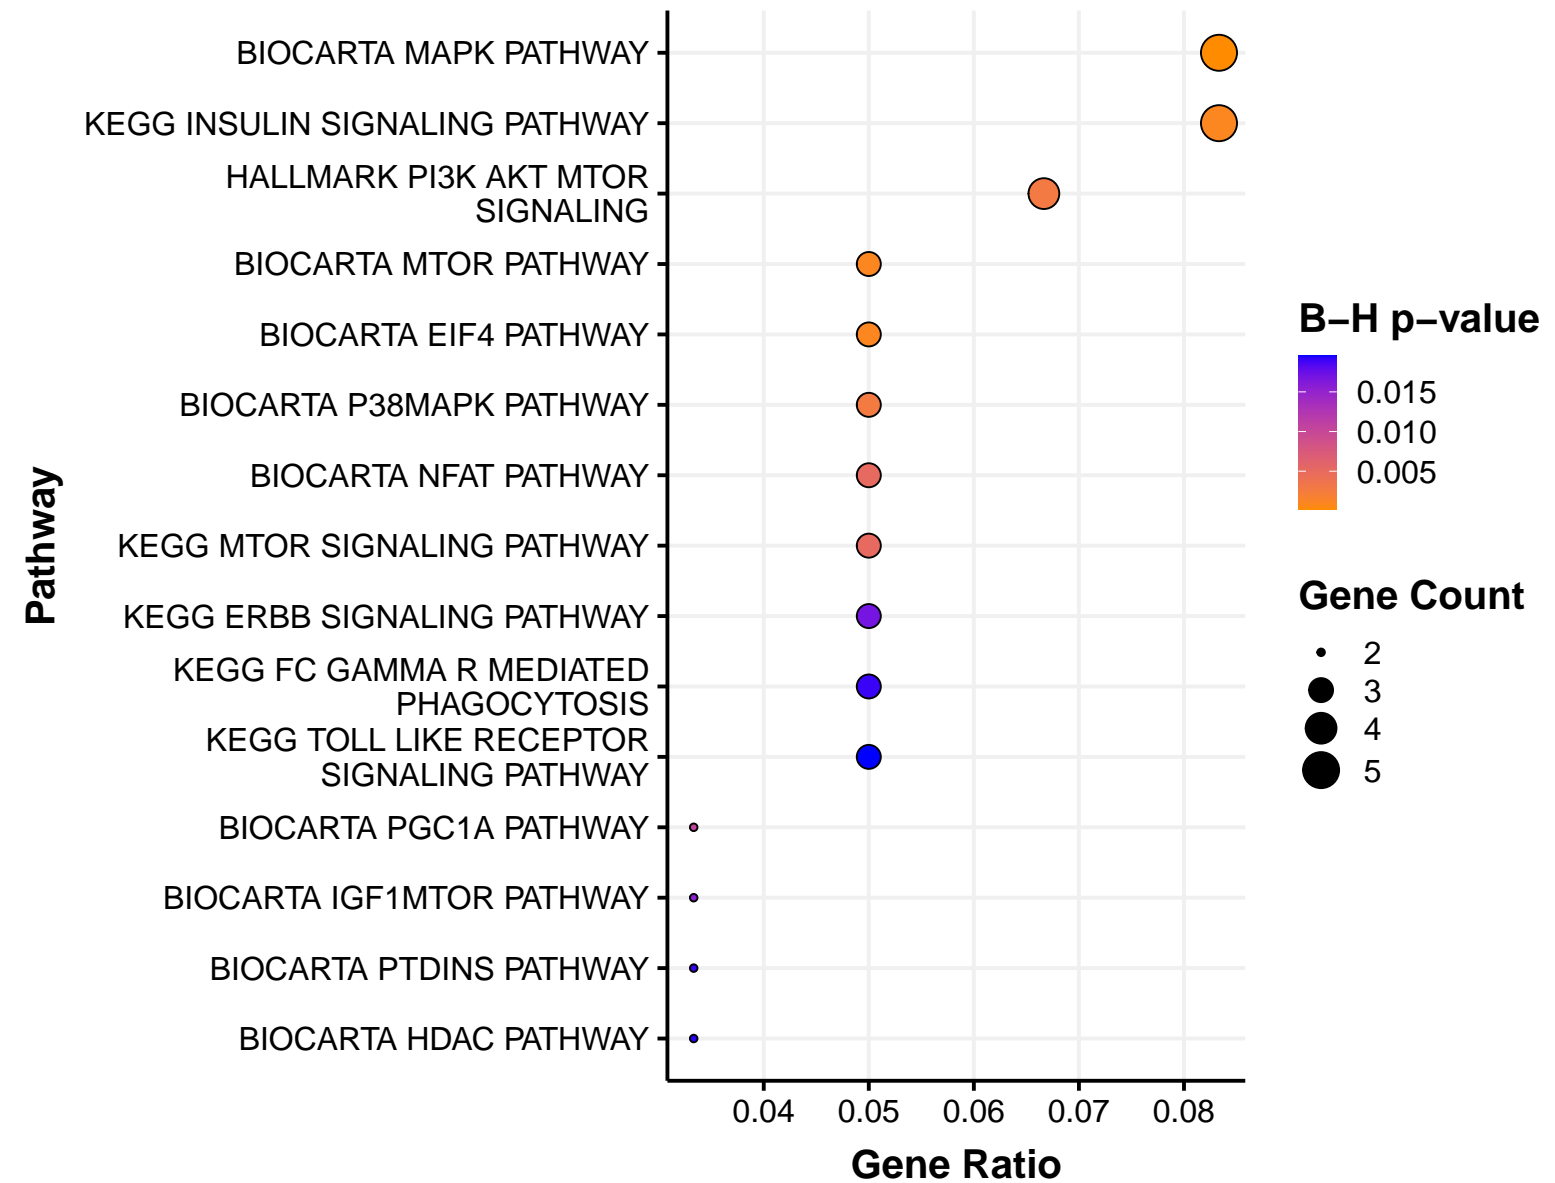 BIOCARTA MAPK PATHWAY
KEGG INSULIN SIGNALING PATHWAY
HALLMARK PI3K AKT MTOR
SIGNALING
BIOCARTA MTOR PATHWAY
BIOCARTA EIF4 PATHWAY
BIOCARTA P38MAPK PATHWAY
BIOCARTA NFAT PATHWAY
KEGG MTOR SIGNALING PATHWAY
KEGG ERBB SIGNALING PATHWAY
KEGG FC GAMMA R MEDIATED
PHAGOCYTOSIS
KEGG TOLL LIKE RECEPTOR
SIGNALING PATHWAY
BIOCARTA PGC1A PATHWAY
BIOCARTA IGF1MTOR PATHWAY
BIOCARTA PTDINS PATHWAY
BIOCARTA HDAC PATHWAY
Pathway
0.04 0.05 0.06 0.07 0.08
Gene Ratio
B−H p−value
0.015
0.010
0.005
Gene Count
2
3
4
5